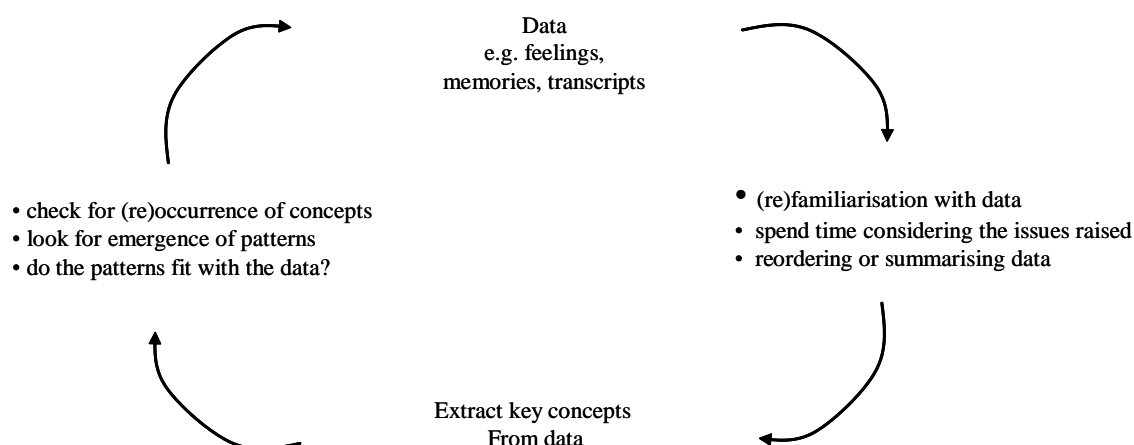 Data
e.g. feelings,
memories, transcripts
• check for (re)occurrence of concepts
• look for emergence of patterns
• do the patterns fit with the data?
• (re)familiarisation with data
• spend time considering the issues raised
• reordering or summarising data
Extract key concepts
From data